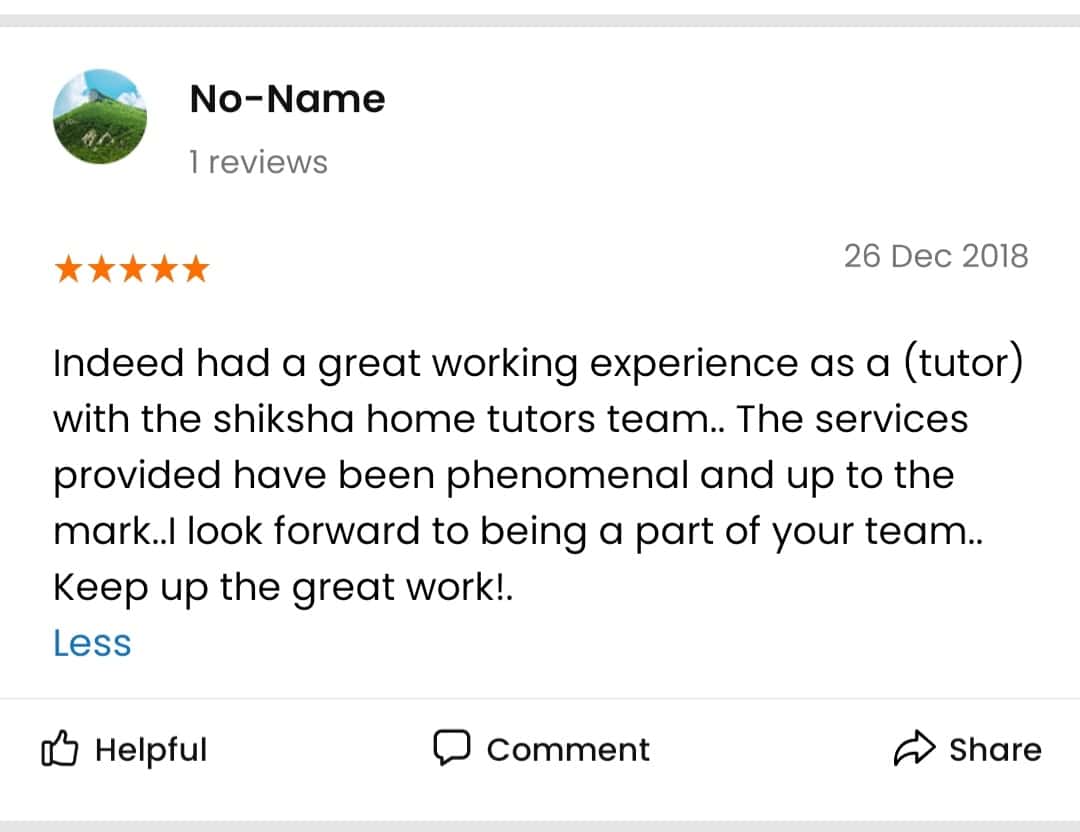 No-Name
1 reviews
26 Dec 2018
Indeed had a great working experience as a (tutor)
with the shiksha home tutors team.. The services
provided have been phenomenal and up to the
mark..I look forward to being a part of your team..
Keep up the great work!.
Less
Helpful
Comment
Share